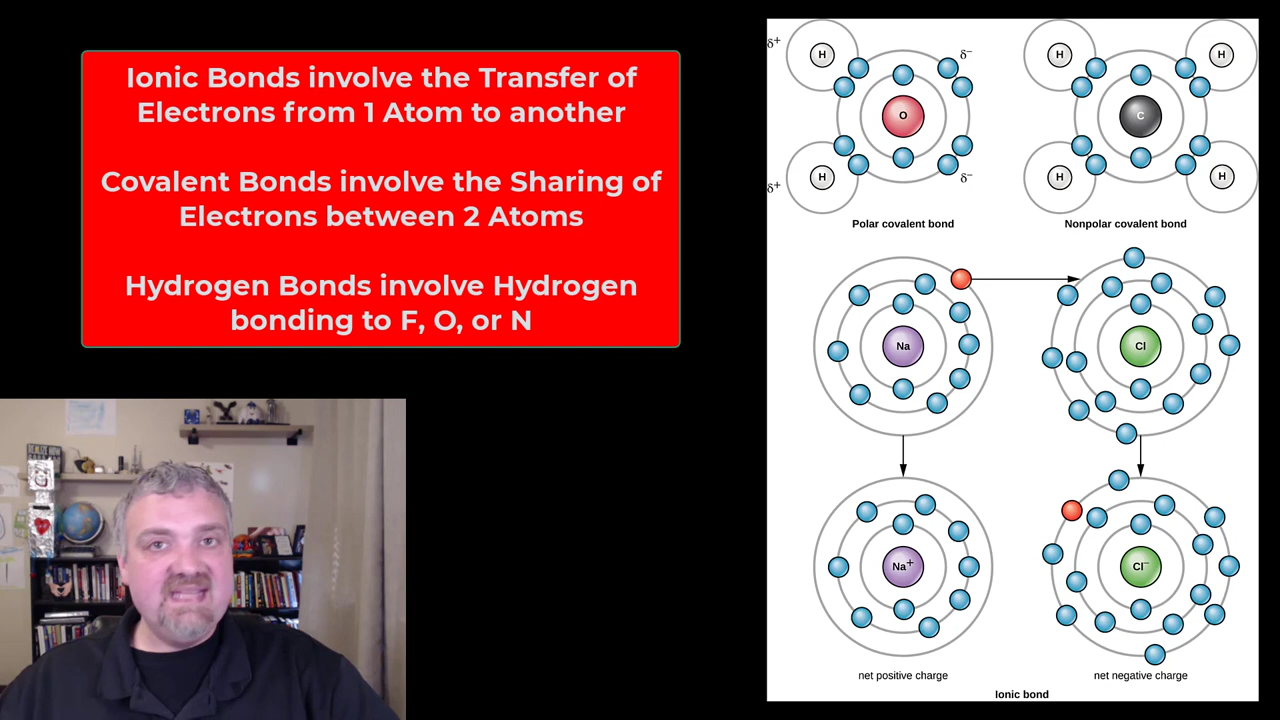 Ionic Bonds involve the Transfer of
Electrons from 1 Atom to another
Covalent Bonds involve the Sharing of
Electrons between 2 Atoms
Hydrogen Bonds involve Hydrogen
bonding to F, O, or N
δ+ H δ− H H
O C
δ+ H δ− H H
Polar covalent bond Nonpolar covalent bond
Na Cl
Na+ Cl−
net positive charge net negative charge
Ionic bond